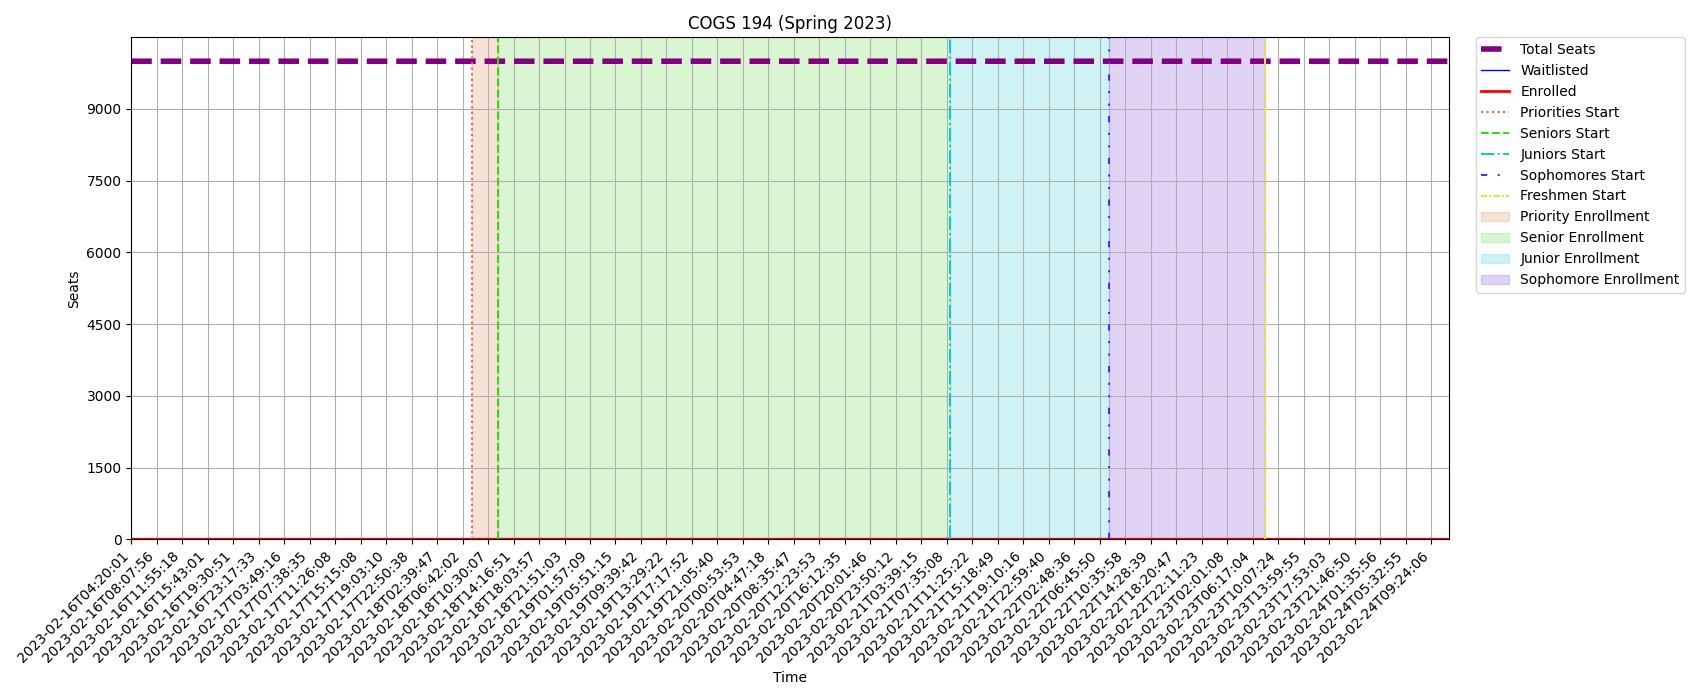 COGS 194 (Spring 2023)
Total Seats
Waitlisted
Enrolled
Priorities Start
Seniors Start
Juniors Start
Sophomores Start
Freshmen Start
Priority Enrollment
Senior Enrollment
Junior Enrollment
Sophomore Enrollment
Seats
9000
7500
6000
4500
3000
1500
0
2023-02-16T04:20:01
2023-02-16T08:07:56
2023-02-16T11:55:18
2023-02-16T15:43:01
2023-02-16T19:30:51
2023-02-16T23:17:33
2023-02-17T03:49:16
2023-02-17T07:38:35
2023-02-17T11:26:08
2023-02-17T15:15:08
2023-02-17T19:03:10
2023-02-17T22:50:38
2023-02-18T02:39:47
2023-02-18T06:42:02
2023-02-18T10:30:07
2023-02-18T14:16:51
2023-02-18T18:03:57
2023-02-18T21:51:03
2023-02-19T01:57:09
2023-02-19T05:51:15
2023-02-19T09:39:42
2023-02-19T13:29:22
2023-02-19T17:17:52
2023-02-19T21:05:40
2023-02-20T00:53:53
2023-02-20T04:47:18
2023-02-20T08:35:47
2023-02-20T12:23:53
2023-02-20T16:12:35
2023-02-20T20:01:46
2023-02-20T23:50:12
2023-02-21T03:39:15
2023-02-21T07:35:08
2023-02-21T11:25:22
2023-02-21T15:18:49
2023-02-21T19:10:16
2023-02-21T22:59:40
2023-02-22T02:48:36
2023-02-22T06:45:50
2023-02-22T10:35:58
2023-02-22T14:28:39
2023-02-22T18:20:47
2023-02-22T22:11:23
2023-02-23T02:01:08
2023-02-23T06:17:04
2023-02-23T10:07:24
2023-02-23T13:59:55
2023-02-23T17:53:03
2023-02-23T21:46:50
2023-02-24T01:35:56
2023-02-24T05:32:55
2023-02-24T09:24:06
Time